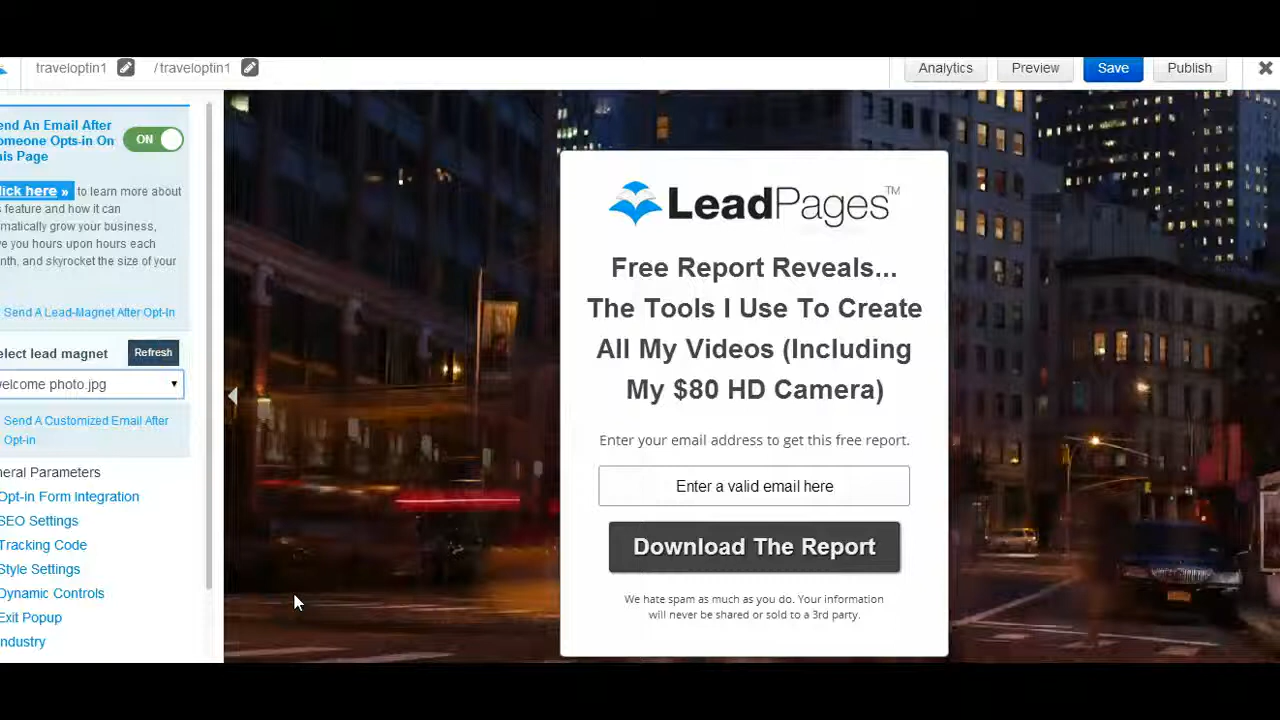 traveloptin1
/traveloptin1
Analytics
Preview
Save
Publish
end An Email After
omeone Opts-in On
his Page
ON
lick here » to learn more about
s feature and how it can
matically grow your business,
ve you hours upon hours each
nth, and skyrocket the size of your
Send A Lead-Magnet After Opt-In
elect lead magnet
Refresh
welcome photo.jpg
Send A Customized Email After
Opt-in
neral Parameters
Opt-in Form Integration
SEO Settings
Tracking Code
Style Settings
Dynamic Controls
Exit Popup
Industry
LeadPages™
Free Report Reveals...
The Tools I Use To Create
All My Videos (Including
My $80 HD Camera)
Enter your email address to get this free report.
Enter a valid email here
Download The Report
We hate spam as much as you do. Your information
will never be shared or sold to a 3rd party.